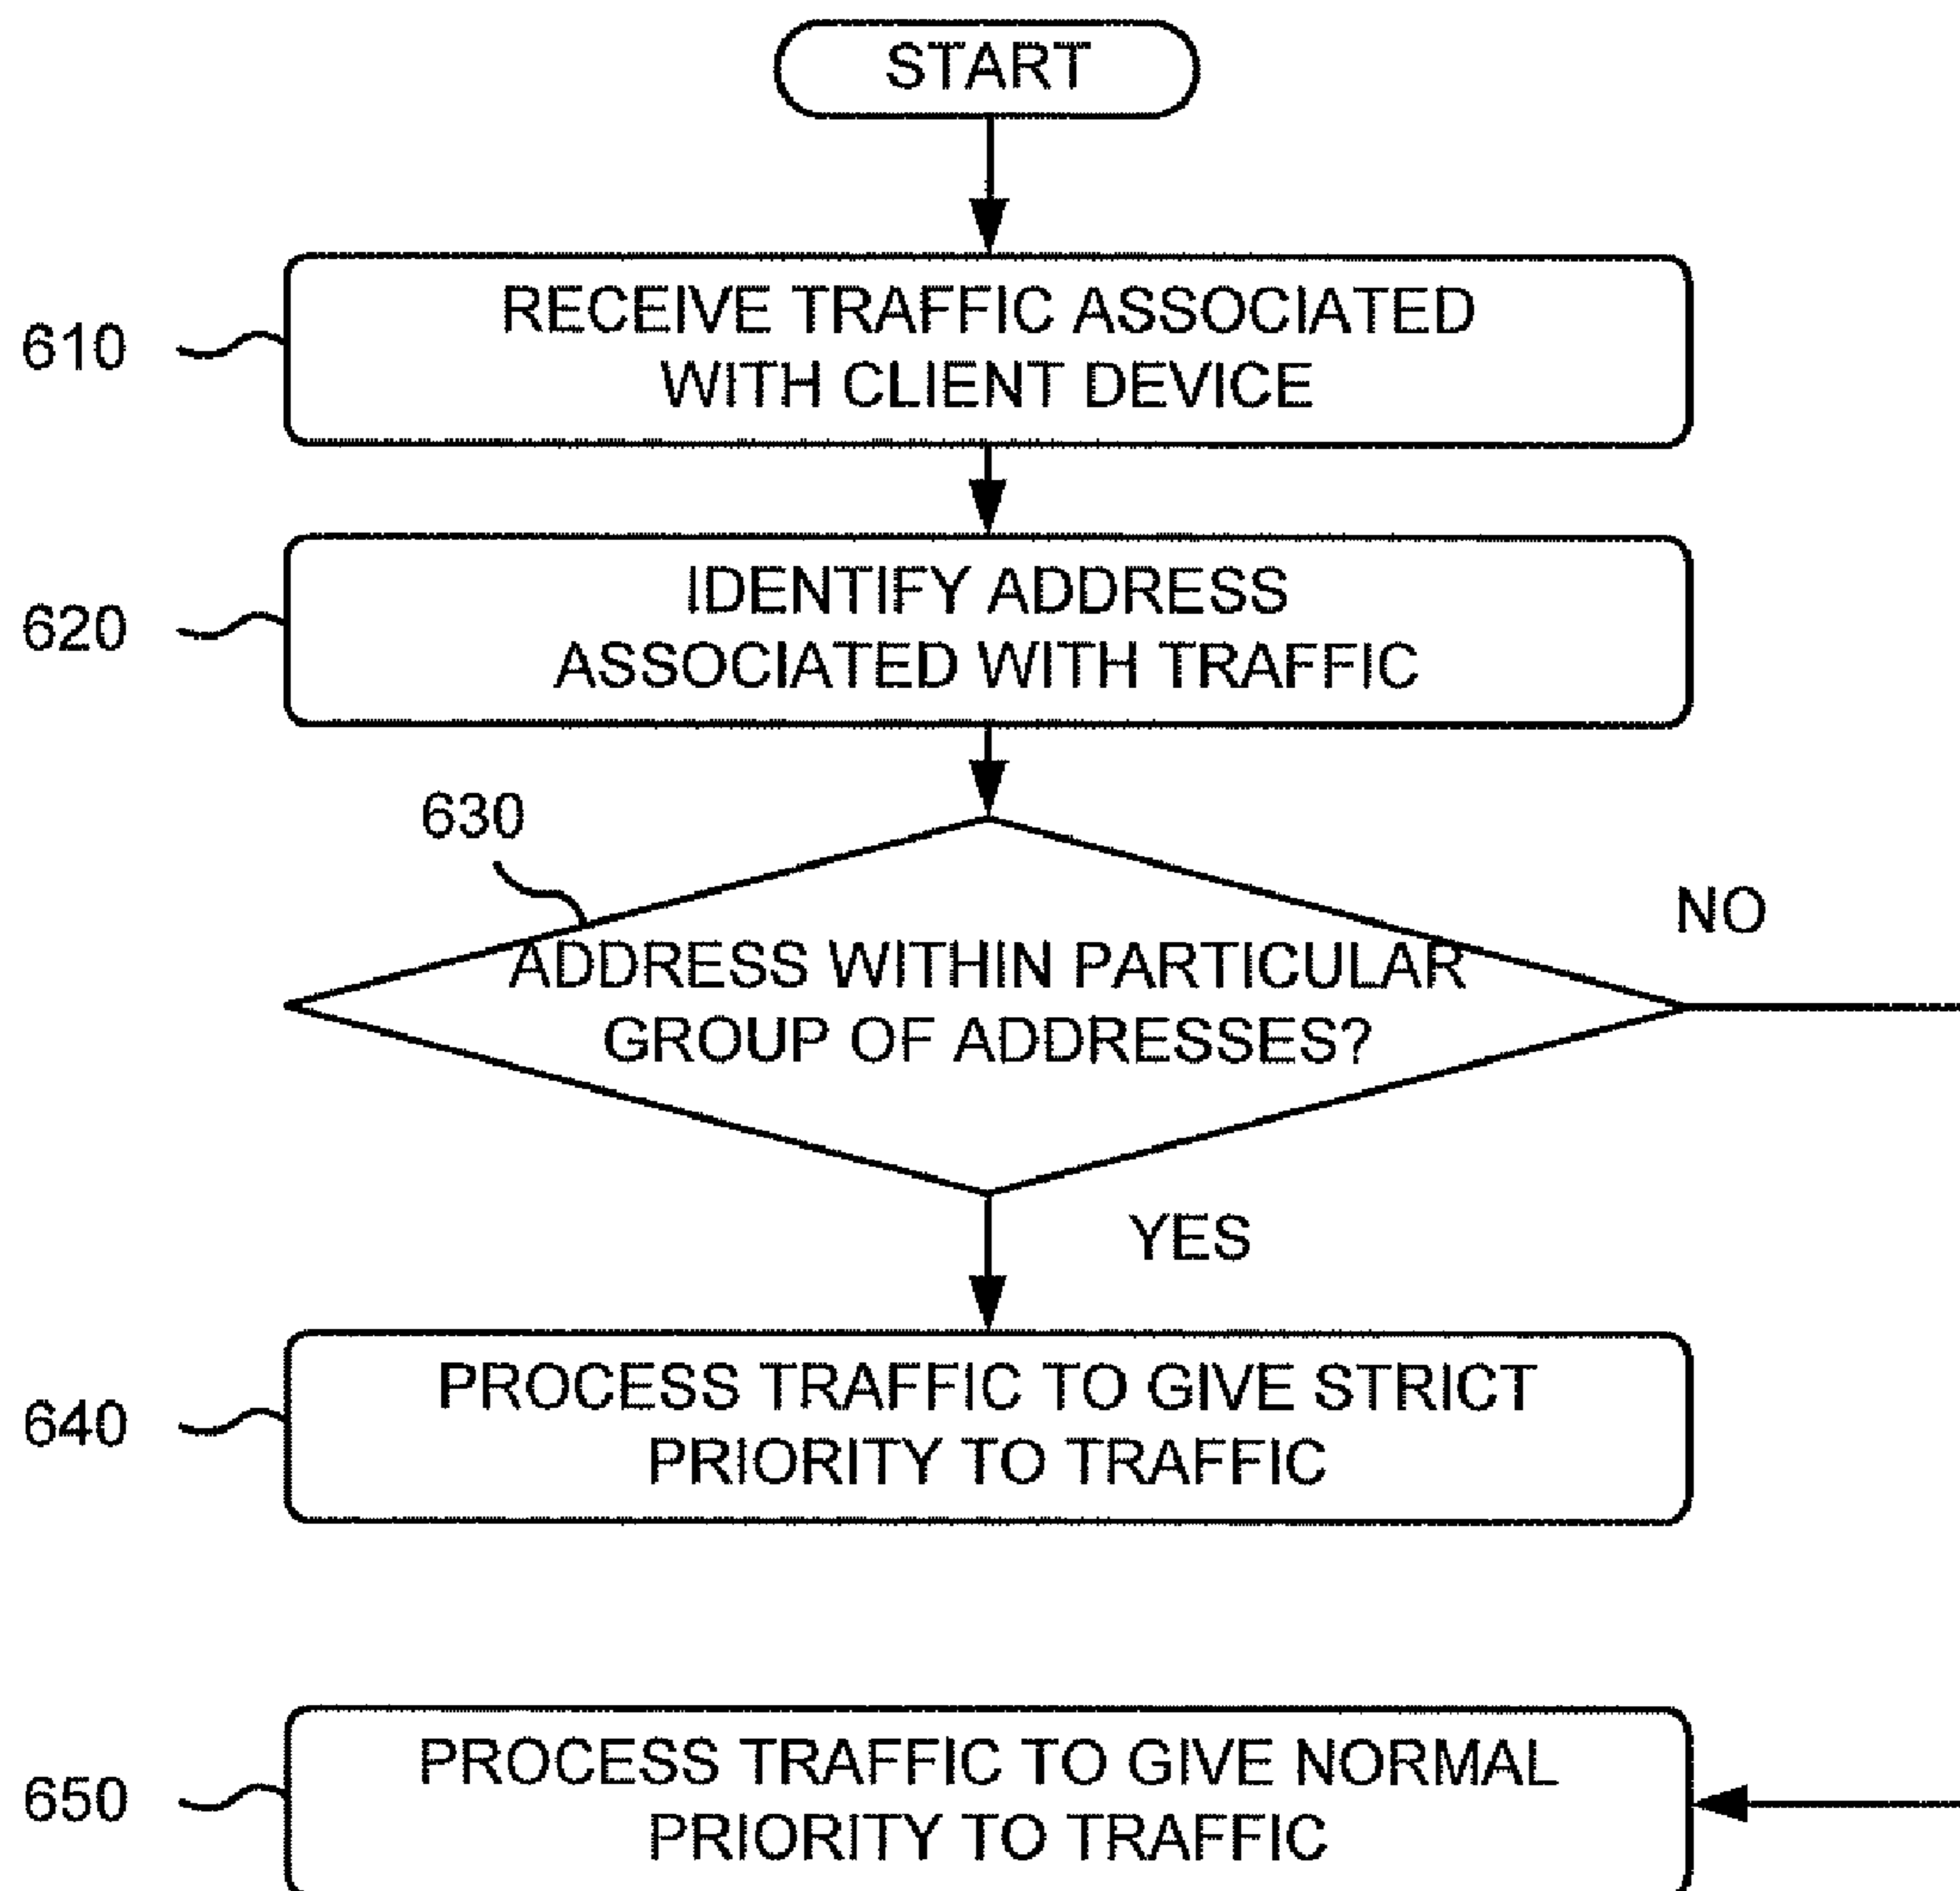 START
610
RECEIVE TRAFFIC ASSOCIATED
WITH CLIENT DEVICE
620
IDENTIFY ADDRESS
ASSOCIATED WITH TRAFFIC
630
NO
ADDRESS WITHIN PARTICULAR
GROUP OF ADDRESSES?
YES
640
PROCESS TRAFFIC TO GIVE STRICT
PRIORITY TO TRAFFIC
650
PROCESS TRAFFIC TO GIVE NORMAL
PRIORITY TO TRAFFIC